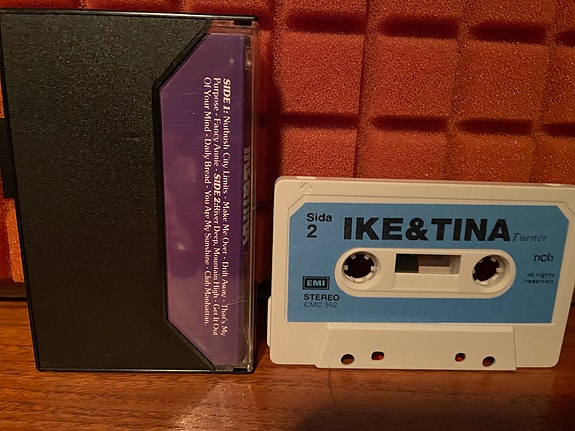 SIDE 1: Nutbush City Limits - Make Me Over - Drift Away - That's My
Purpose - Fancy Annie - SIDE 2: River Deep, Mountain High - Get It Out
Of Your Mind - Daily Bread - You Are My Sunshine - Club Manhattan.
Sida
2
IKE&TINA Turner
EMI
STEREO
CMC 562
ncb
all rights
reserved